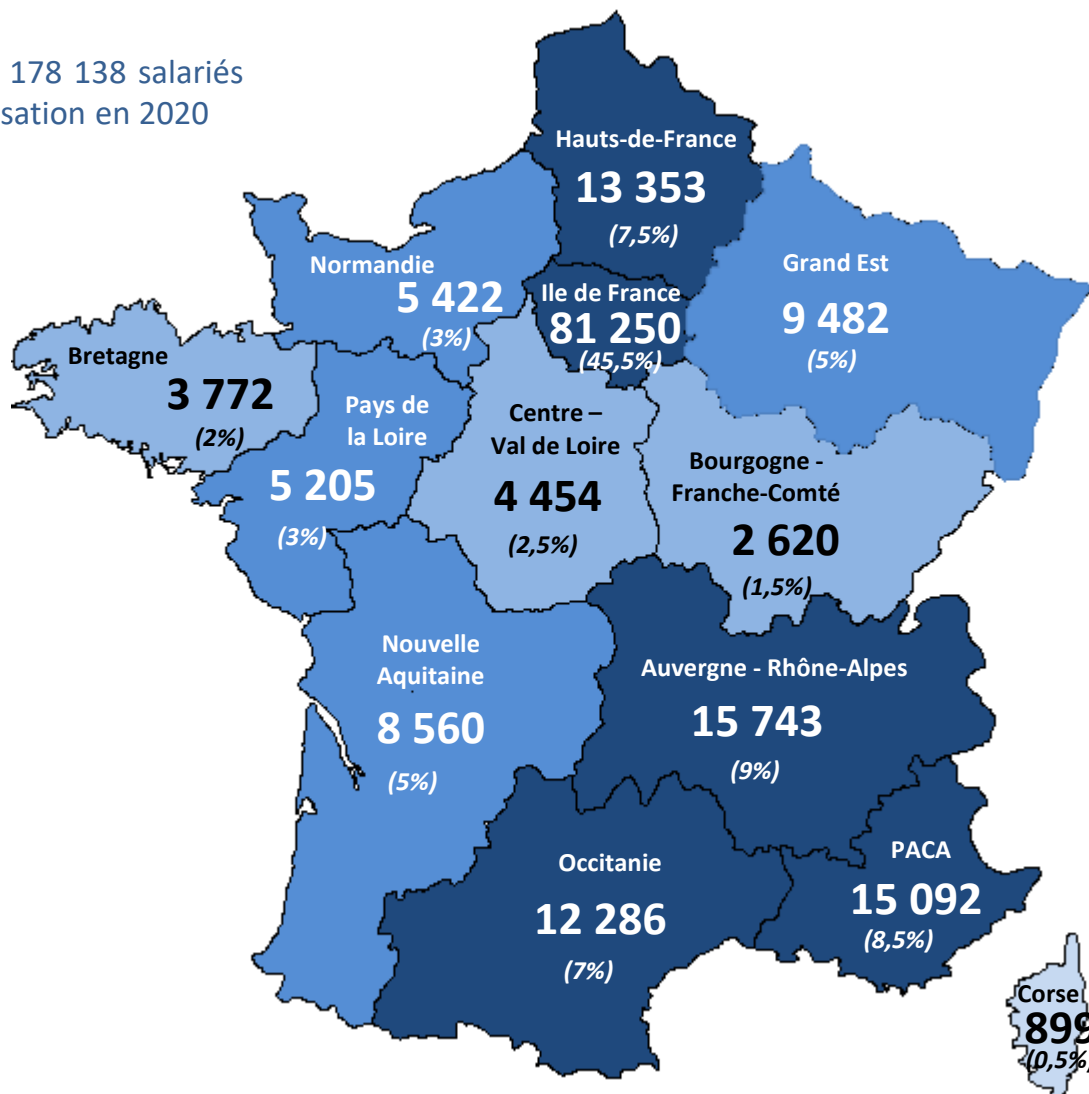 178 138 salariés
sation en 2020
Hauts-de-France
13 353
(7,5%)
Normandie
5 422
(3%)
Ile de France
81 250
(45,5%)
Grand Est
9 482
(5%)
Bretagne
3 772
(2%)
Pays de
la Loire
5 205
(3%)
Centre –
Val de Loire
4 454
(2,5%)
Bourgogne -
Franche-Comté
2 620
(1,5%)
Nouvelle
Aquitaine
8 560
(5%)
Auvergne - Rhône-Alpes
15 743
(9%)
Occitanie
12 286
(7%)
PACA
15 092
(8,5%)
Corse
899
(0,5%)